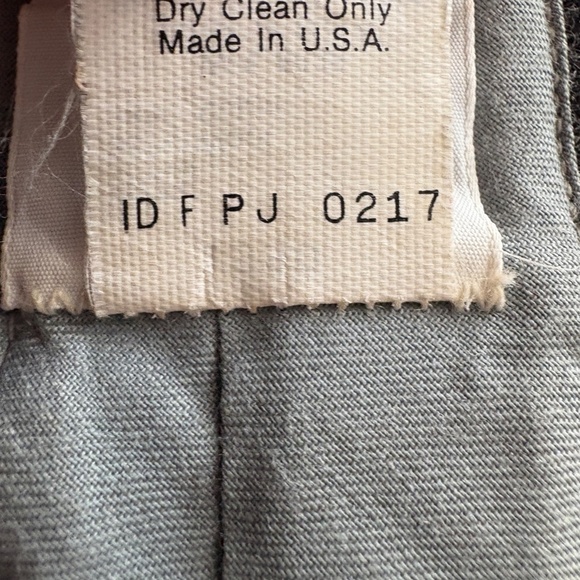 Dry Clean Only
Made In U.S.A.
ID F PJ 0217